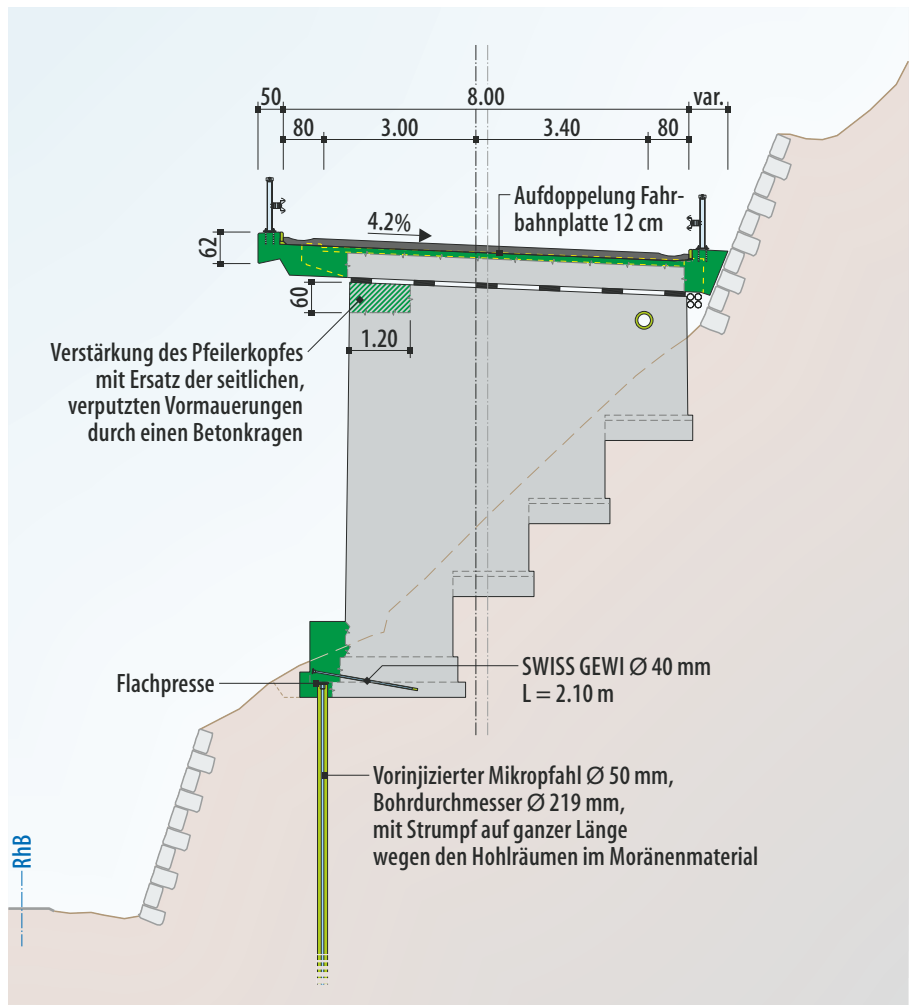 50
8.00
var.
80
3.00
3.40
80
Aufdoppelung Fahr-
bahnplatte 12 cm
4.2%
62
60
1.20
Verstärkung des Pfeilerkopfes
mit Ersatz der seitlichen,
verputzten Vormauerungen
durch einen Betonkragen
Flachpresse
SWISS GEWI Ø 40 mm
L = 2.10 m
Vorinjizierter Mikropfahl Ø 50 mm,
Bohrdurchmesser Ø 219 mm,
mit Strumpf auf ganzer Länge
wegen den Hohlräumen im Moränenmaterial
RhB